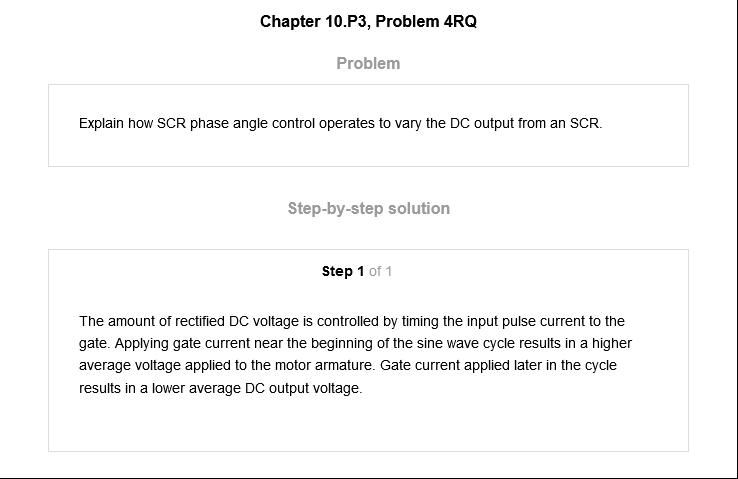 Chapter 10.P3, Problem 4RQ
Problem
Explain how SCR phase angle control operates to vary the DC output from an SCR.
Step-by-step solution
Step 1 of 1
The amount of rectified DC voltage is controlled by timing the input pulse current to the
gate. Applying gate current near the beginning of the sine wave cycle results in a higher
average voltage applied to the motor armature. Gate current applied later in the cycle
results in a lower average DC output voltage.